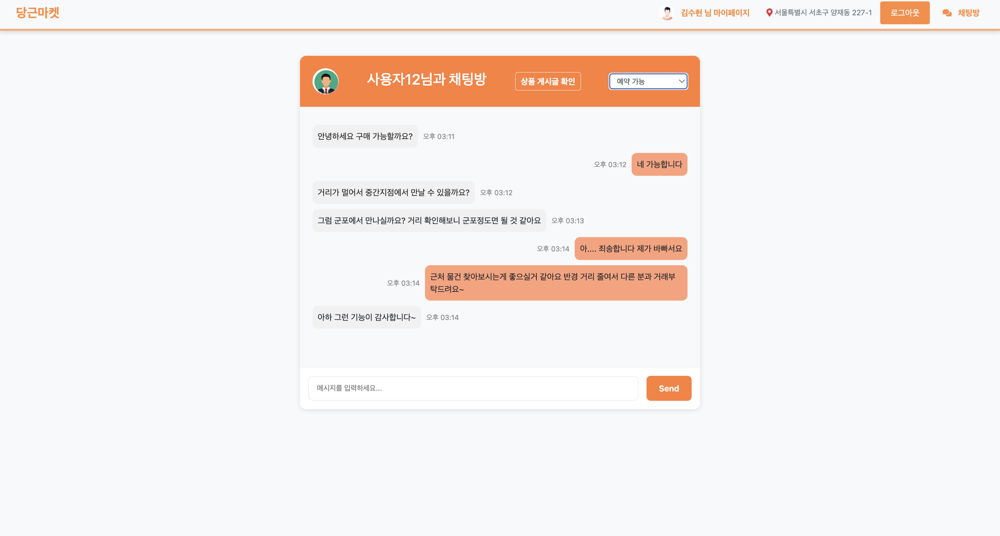 당근마켓
김수현 님 마이페이지
서울특별시 서초구 양재동 227-1
로그아웃
채팅방
사용자12님과 채팅방
상품 게시글 확인
예약 가능
안녕하세요 구매 가능할까요?
오후 03:11
오후 03:12
네 가능합니다
거리가 멀어서 중간지점에서 만날 수 있을까요?
오후 03:12
그럼 군포에서 만나실까요? 거리 확인해보니 군포정도면 될 것 같아요
오후 03:13
오후 03:14
아.... 죄송합니다 제가 바빠서요
오후 03:14
근처 물건 찾아보시는게 좋으실거 같아요 반경 거리 줄여서 다른 분과 거래부
탁드려요~
아하 그런 기능이 감사합니다~
오후 03:14
메시지를 입력하세요...
Send